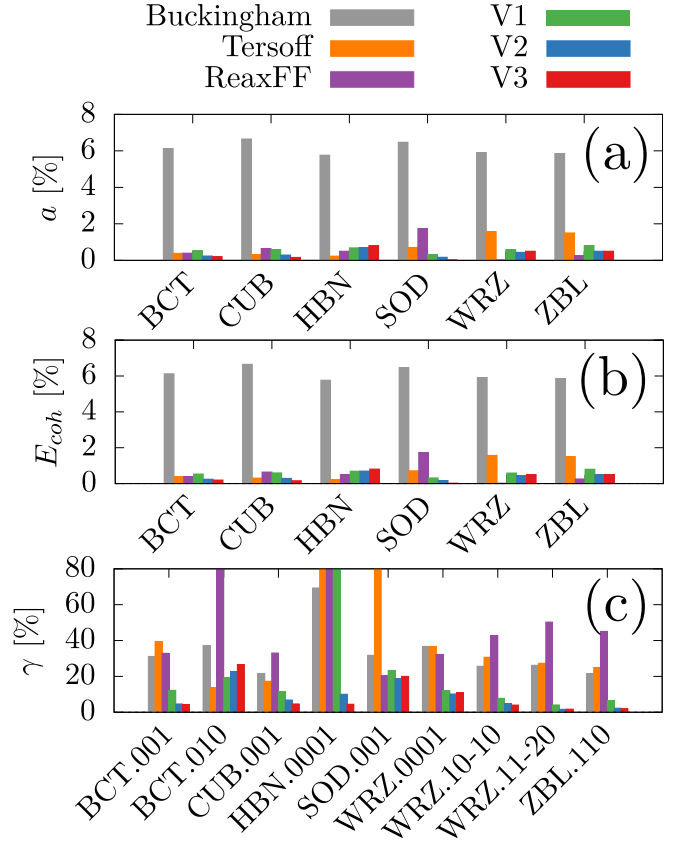 Buckingham V1
Tersoff V2
ReaxFF V3
8
6
4
2
0
a [%]
(a)
BCT CUB HBN SOD WRZ ZBL
8
6
4
2
0
E_coh [%]
(b)
BCT CUB HBN SOD WRZ ZBL
80
60
40
20
0
γ [%]
(c)
BCT.001 BCT.010 CUB.001 HBN.0001 SOD.001 WRZ.0001 WRZ.10-10 WRZ.11-20 ZBL.110